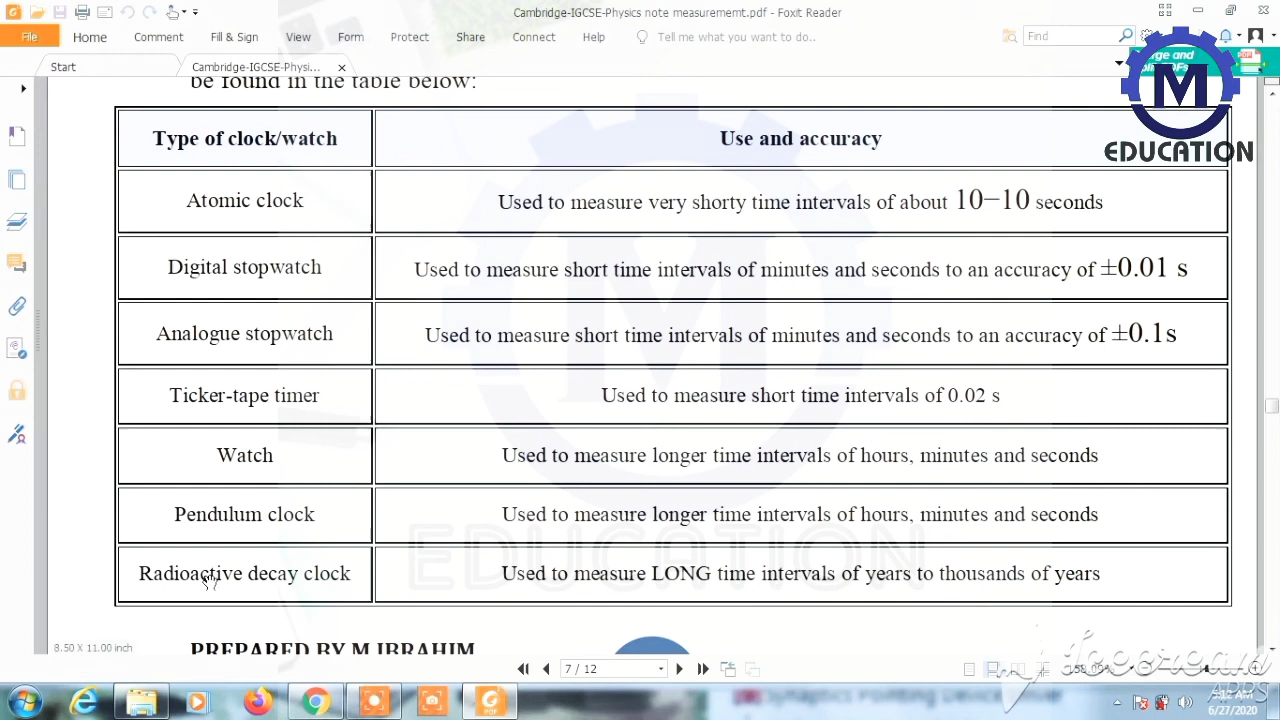 Cambridge-IGCSE-Physics note measurememt.pdf - Foxit Reader
File Home Comment Fill & Sign View Form Protect Share Connect Help Tell me what you want to do.. Find
Start Cambridge-IGCSE-Physi...
M
EDUCATION
be found in the table below:
Type of clock/watch Use and accuracy
Atomic clock Used to measure very shorty time intervals of about 10−10 seconds
Digital stopwatch Used to measure short time intervals of minutes and seconds to an accuracy of ±0.01 s
Analogue stopwatch Used to measure short time intervals of minutes and seconds to an accuracy of ±0.1s
Ticker-tape timer Used to measure short time intervals of 0.02 s
Watch Used to measure longer time intervals of hours, minutes and seconds
Pendulum clock Used to measure longer time intervals of hours, minutes and seconds
Radioactive decay clock Used to measure LONG time intervals of years to thousands of years
EDUCATION
PREPARED BY M IBRAHIM
8.50 X 11.00 inch
7 / 12
APPS
5:12 AM
6/27/2020